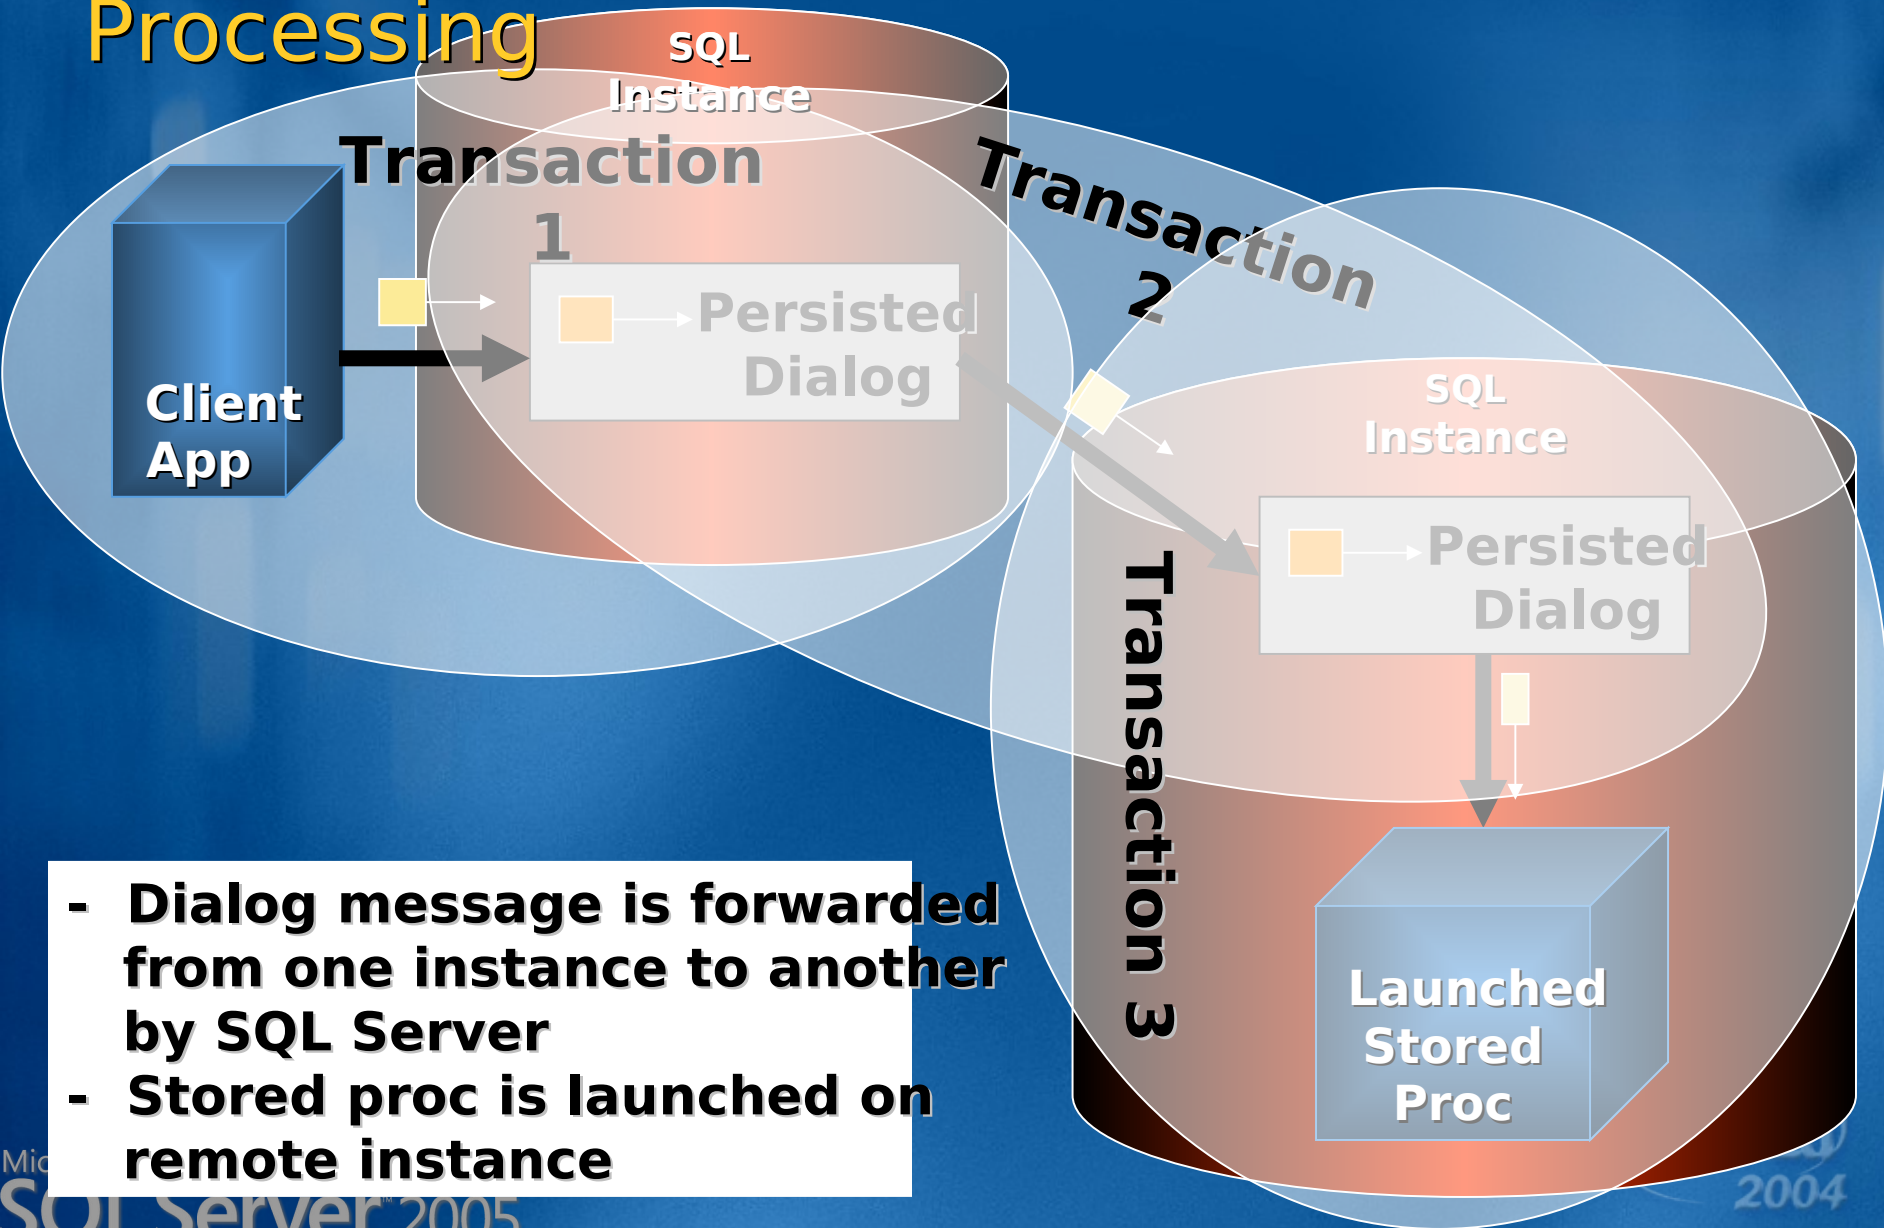 Processing
SQL
Instance
Transaction
1
Transaction
2
Client
App
Persisted
Dialog
SQL
Instance
Persisted
Dialog
Transaction 3
Launched
Stored
Proc
- Dialog message is forwarded
from one instance to another
by SQL Server
- Stored proc is launched on
remote instance
SQL Server™ 2005
2004